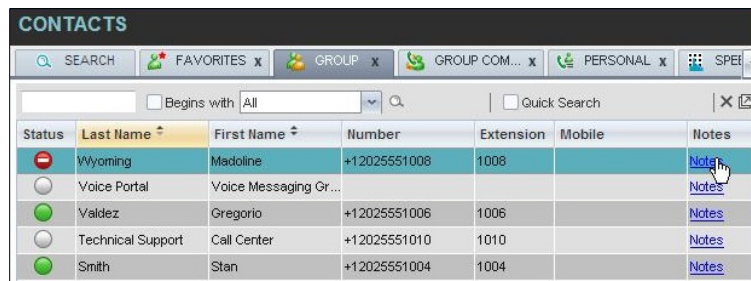 CONTACTS
SEARCH FAVORITES x GROUP x GROUP COM... x PERSONAL x SPEE
Begins with All Quick Search
Status Last Name First Name Number Extension Mobile Notes
Wyoming Madoline +12025551008 1008 Notes
Voice Portal Voice Messaging Gr... Notes
Valdez Gregorio +12025551006 1006 Notes
Technical Support Call Center +12025551010 1010 Notes
Smith Stan +12025551004 1004 Notes